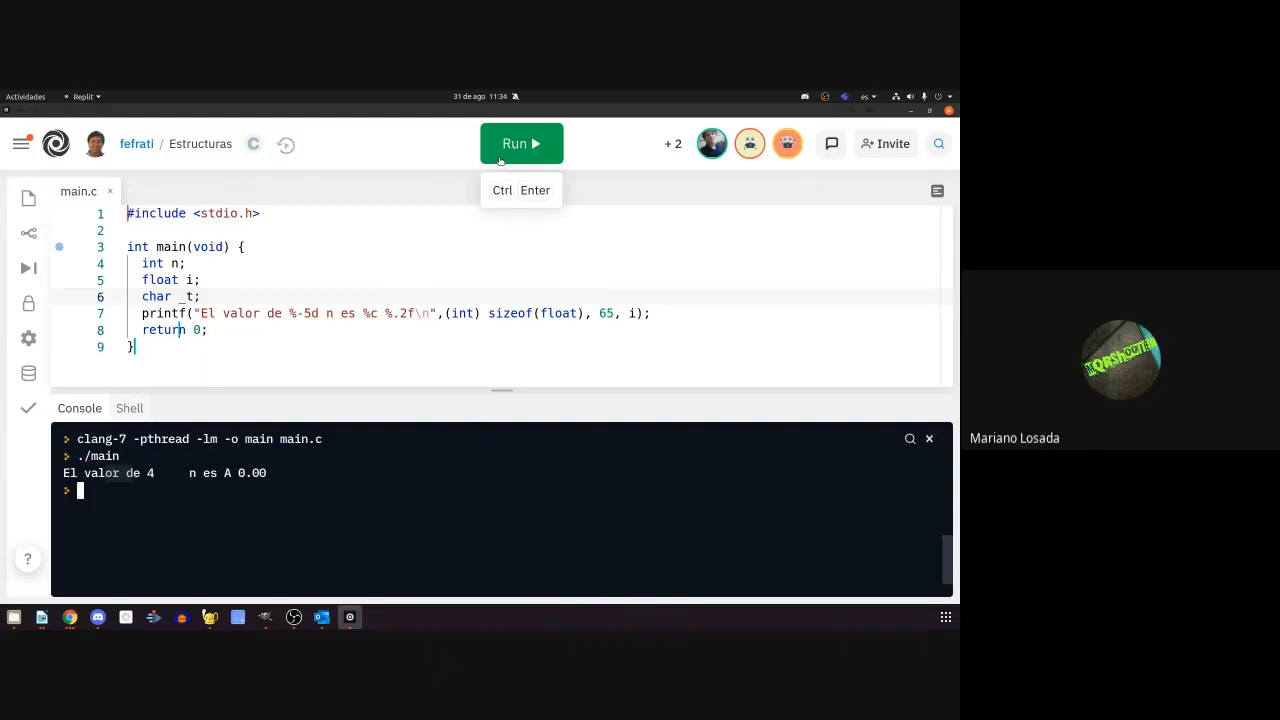 Actividades Replit 31 de ago 11:34 es
fefrati / Estructuras C Run + 2 Invite
main.c × Ctrl Enter
1 #include <stdio.h>
2
3 int main(void) {
4 int n;
5 float i;
6 char _t;
7 printf("El valor de %-5d n es %c %.2f\n",(int) sizeof(float), 65, i);
8 return 0;
9 }
Console Shell
> clang-7 -pthread -lm -o main main.c
> ./main
El valor de 4     n es A 0.00
>
?
Mariano Losada